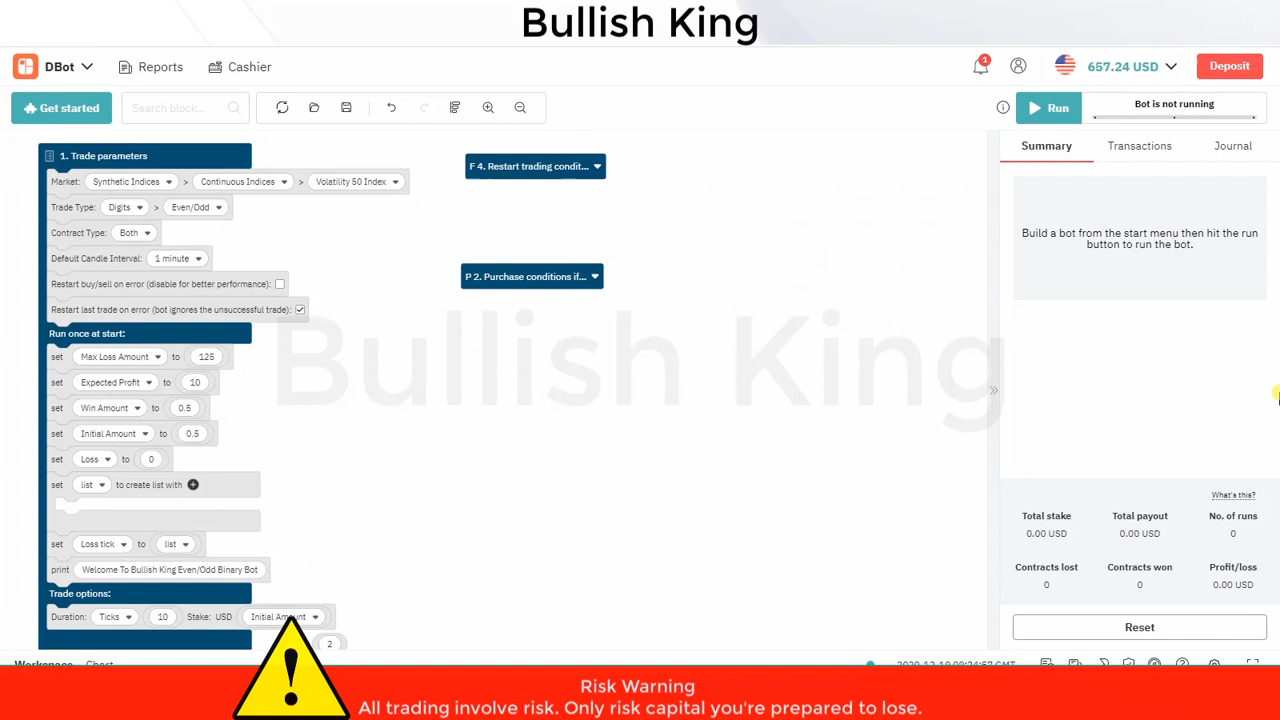 Bullish King
DBot
Reports
Cashier
1
657.24 USD
Deposit
Get started
Search block...
Run
Bot is not running
1. Trade parameters
Market: Synthetic Indices > Continuous Indices > Volatility 50 Index
Trade Type: Digits > Even/Odd
Contract Type: Both
Default Candle Interval: 1 minute
Restart buy/sell on error (disable for better performance):
Restart last trade on error (bot ignores the unsuccessful trade):
Run once at start:
set Max Loss Amount to 125
set Expected Profit to 10
set Win Amount to 0.5
set Initial Amount to 0.5
set Loss to 0
set list to create list with
set Loss tick to list
print Welcome To Bullish King Even/Odd Binary Bot
Trade options:
Duration: Ticks 10 Stake: USD Initial Amount
2
F 4. Restart trading condit...
P 2. Purchase conditions if...
Bullish King
Summary
Transactions
Journal
Build a bot from the start menu then hit the run
button to run the bot.
What's this?
Total stake
Total payout
No. of runs
0.00 USD
0.00 USD
0
Contracts lost
Contracts won
Profit/loss
0
0
0.00 USD
Reset
Risk Warning
All trading involve risk. Only risk capital you're prepared to lose.